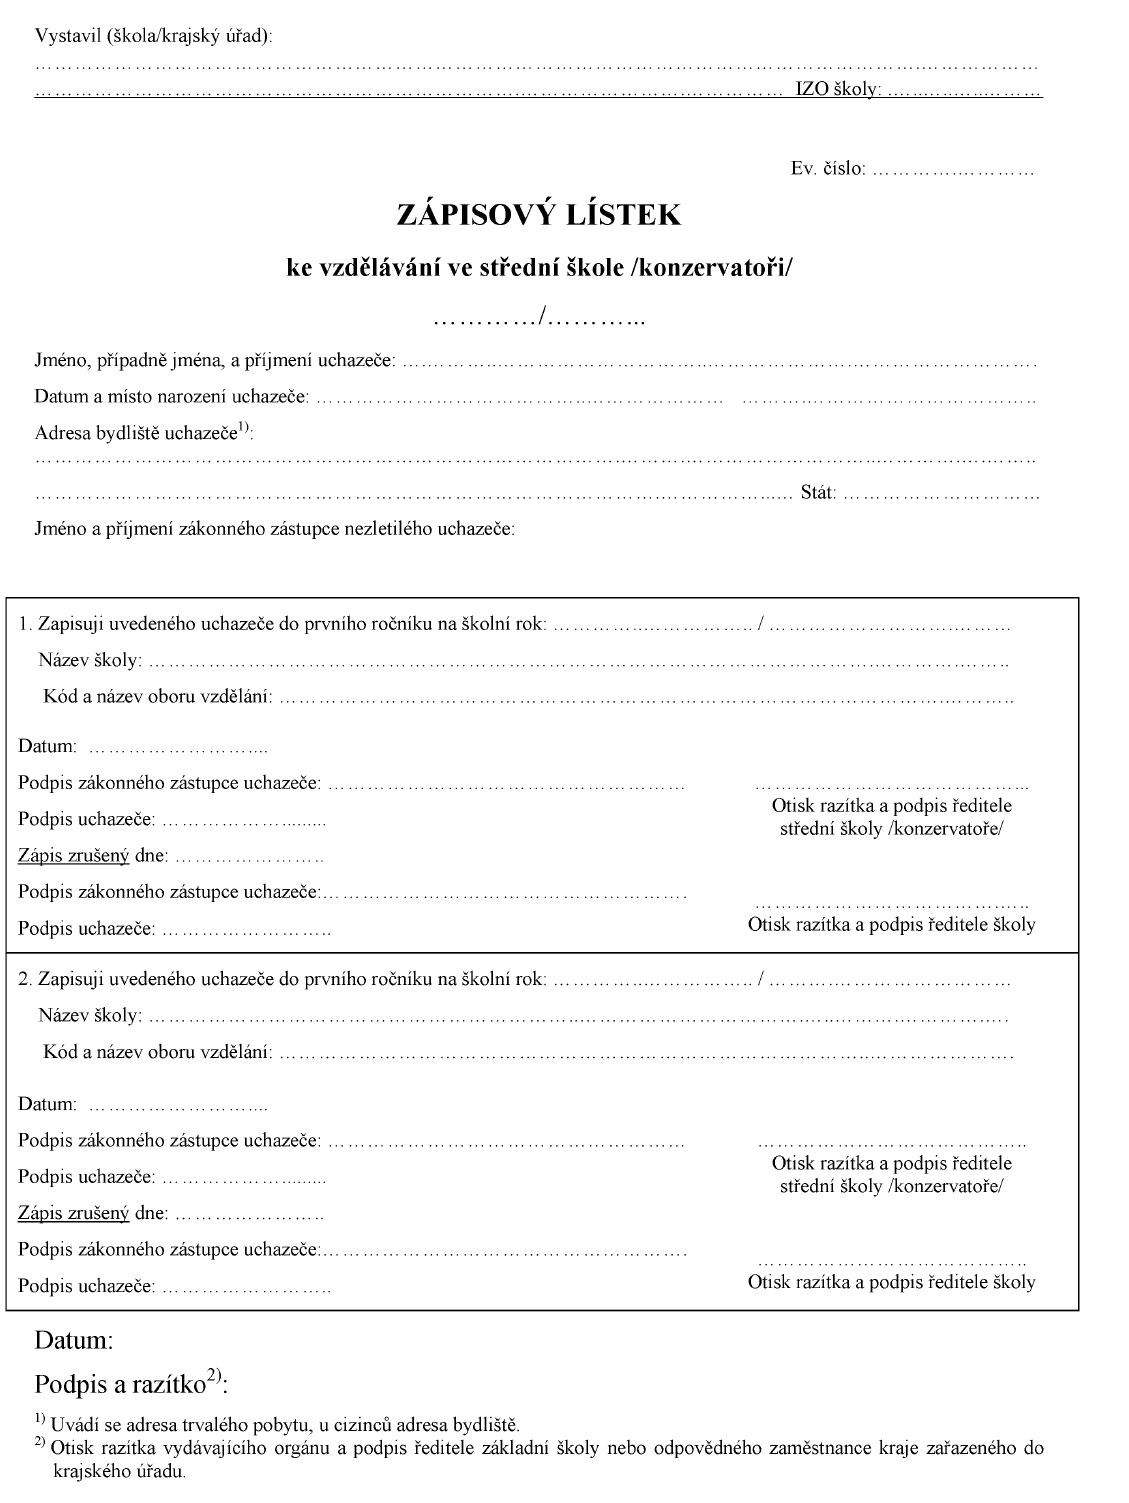 Vystavil (škola/krajský úřad):
………………………………………………………………………………………………………………………………
……………………………………………………………………………………………… IZO školy: …………………
Ev. číslo: ……………………
ZÁPISOVÝ LÍSTEK
ke vzdělávání ve střední škole /konzervatoři/
…………/………...
Jméno, případně jména, a příjmení uchazeče: ………………………………………………………………………………
Datum a místo narození uchazeče: …………………………………………………… ……………………………………
Adresa bydliště uchazeče1):
………………………………………………………………………………………………………………………………
……………………………………………………………………………………………… Stát: …………………………
Jméno a příjmení zákonného zástupce nezletilého uchazeče:
1. Zapisuji uvedeného uchazeče do prvního ročníku na školní rok: ………………………… / ………………………………
Název školy: ……………………………………………………………………………………………………………
Kód a název oboru vzdělání: ……………………………………………………………………………………………
Datum: ……………………....
Podpis zákonného zástupce uchazeče: ……………………………………………… …………………………………...
Otisk razítka a podpis ředitele
Podpis uchazeče: ……………….........
střední školy /konzervatoře/
Zápis zrušený dne: …………………..
Podpis zákonného zástupce uchazeče:………………………………………………. …………………………………..
Podpis uchazeče: …………………….. Otisk razítka a podpis ředitele školy
2. Zapisuji uvedeného uchazeče do prvního ročníku na školní rok: ………………………… / ………………………………
Název školy: ……………………………………………………………………………………………………………
Kód a název oboru vzdělání: ……………………………………………………………………………………………
Datum: ……………………....
Podpis zákonného zástupce uchazeče: ……………………………………………… …………………………………..
Otisk razítka a podpis ředitele
Podpis uchazeče: ……………….........
střední školy /konzervatoře/
Zápis zrušený dne: …………………..
Podpis zákonného zástupce uchazeče:………………………………………………. …………………………………..
Podpis uchazeče: …………………….. Otisk razítka a podpis ředitele školy
Datum:
Podpis a razítko2):
1) Uvádí se adresa trvalého pobytu, u cizinců adresa bydliště.
2) Otisk razítka vydávajícího orgánu a podpis ředitele základní školy nebo odpovědného zaměstnance kraje zařazeného do
krajského úřadu.